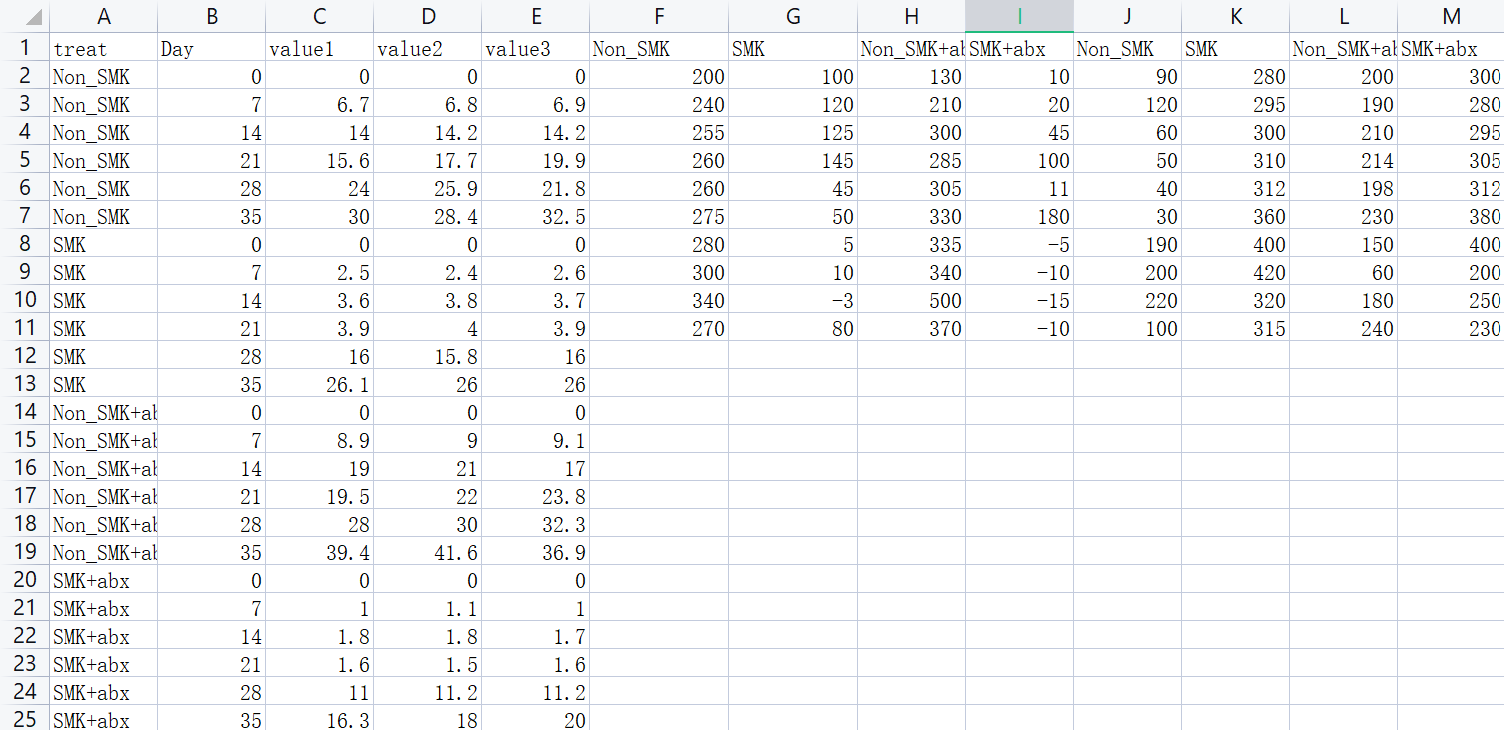 A B C D E F G H I J K L M
1 treat Day value1 value2 value3 Non_SMK SMK Non_SMK+ab SMK+abx Non_SMK SMK Non_SMK+ab SMK+abx
2 Non_SMK 0 0 0 0 200 100 130 10 90 280 200 300
3 Non_SMK 7 6.7 6.8 6.9 240 120 210 20 120 295 190 280
4 Non_SMK 14 14 14.2 14.2 255 125 300 45 60 300 210 295
5 Non_SMK 21 15.6 17.7 19.9 260 145 285 100 50 310 214 305
6 Non_SMK 28 24 25.9 21.8 260 45 305 11 40 312 198 312
7 Non_SMK 35 30 28.4 32.5 275 50 330 180 30 360 230 380
8 SMK 0 0 0 0 280 5 335 -5 190 400 150 400
9 SMK 7 2.5 2.4 2.6 300 10 340 -10 200 420 60 200
10 SMK 14 3.6 3.8 3.7 340 -3 500 -15 220 320 180 250
11 SMK 21 3.9 4 3.9 270 80 370 -10 100 315 240 230
12 SMK 28 16 15.8 16
13 SMK 35 26.1 26 26
14 Non_SMK+ab 0 0 0 0
15 Non_SMK+ab 7 8.9 9 9.1
16 Non_SMK+ab 14 19 21 17
17 Non_SMK+ab 21 19.5 22 23.8
18 Non_SMK+ab 28 28 30 32.3
19 Non_SMK+ab 35 39.4 41.6 36.9
20 SMK+abx 0 0 0 0
21 SMK+abx 7 1 1.1 1
22 SMK+abx 14 1.8 1.8 1.7
23 SMK+abx 21 1.6 1.5 1.6
24 SMK+abx 28 11 11.2 11.2
25 SMK+abx 35 16.3 18 20